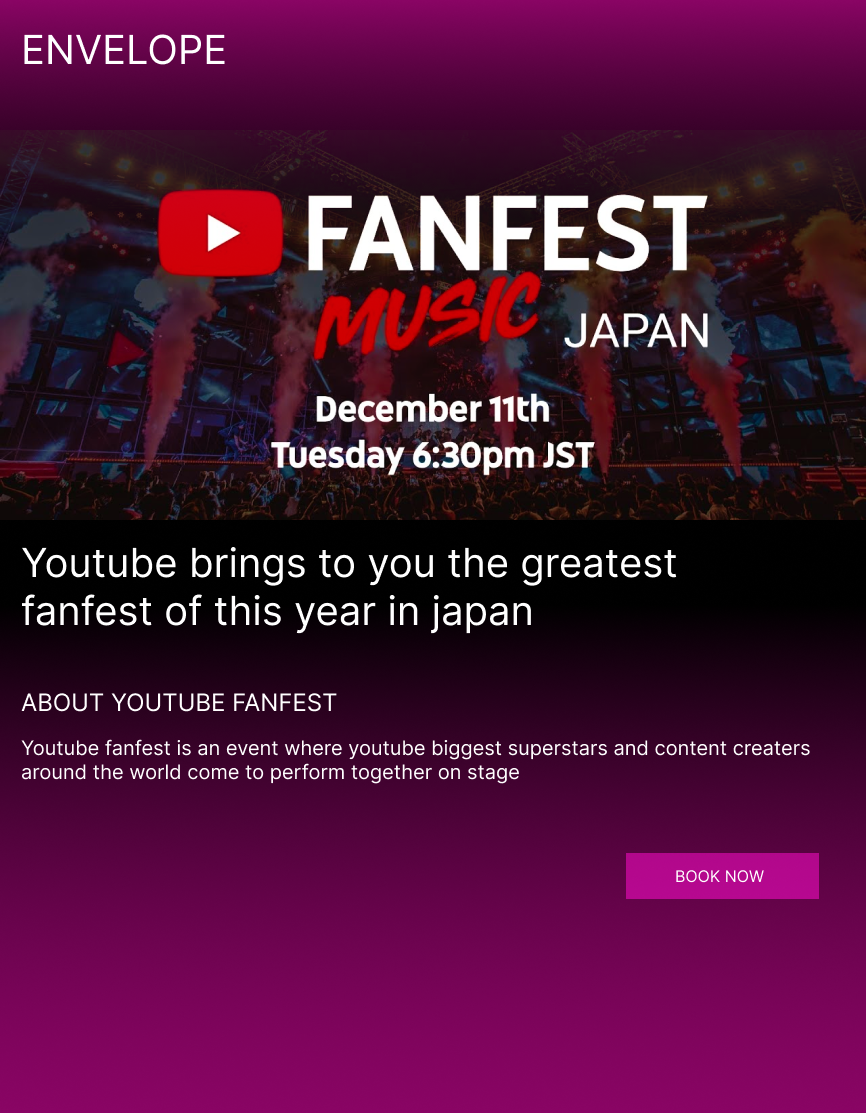 ENVELOPE
FANFEST
MUSIC
JAPAN
December 11th
Tuesday 6:30pm JST
Youtube brings to you the greatest
fanfest of this year in japan
ABOUT YOUTUBE FANFEST
Youtube fanfest is an event where youtube biggest superstars and content creaters
around the world come to perform together on stage
BOOK NOW